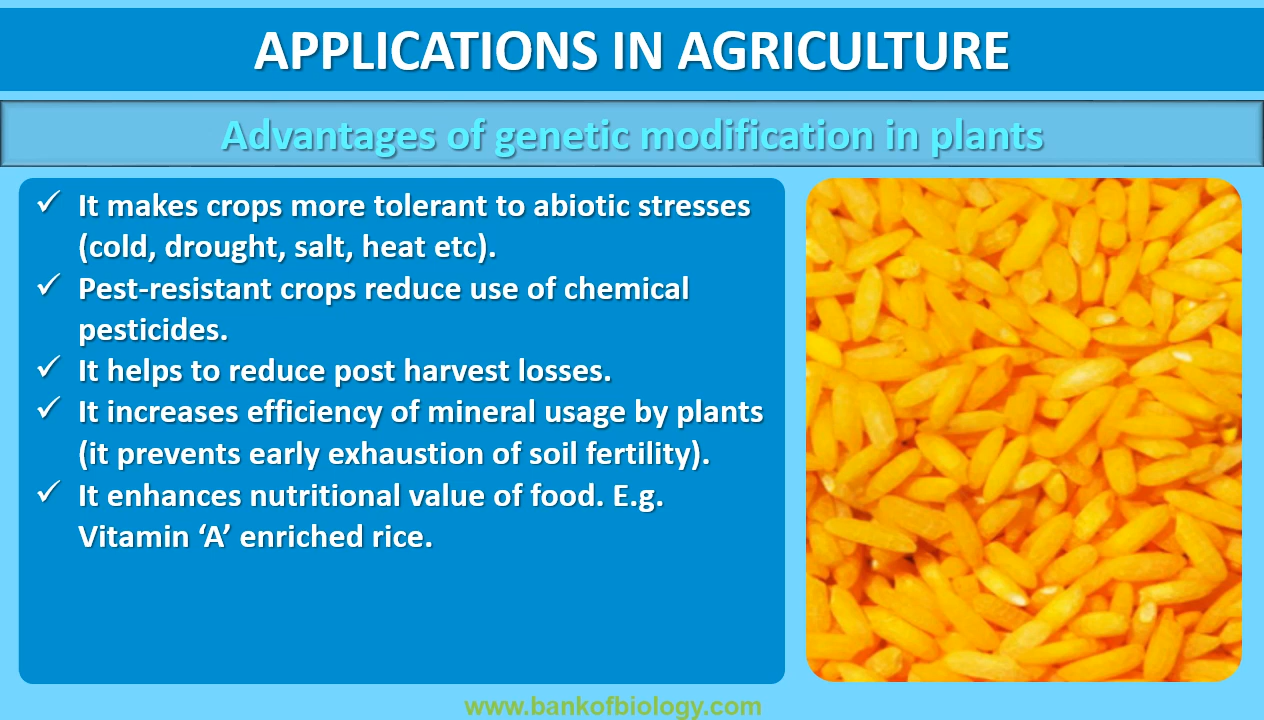 APPLICATIONS IN AGRICULTURE
Advantages of genetic modification in plants
✓ It makes crops more tolerant to abiotic stresses
(cold, drought, salt, heat etc).
✓ Pest-resistant crops reduce use of chemical
pesticides.
✓ It helps to reduce post harvest losses.
✓ It increases efficiency of mineral usage by plants
(it prevents early exhaustion of soil fertility).
✓ It enhances nutritional value of food. E.g.
Vitamin ‘A’ enriched rice.
www.bankofbiology.com